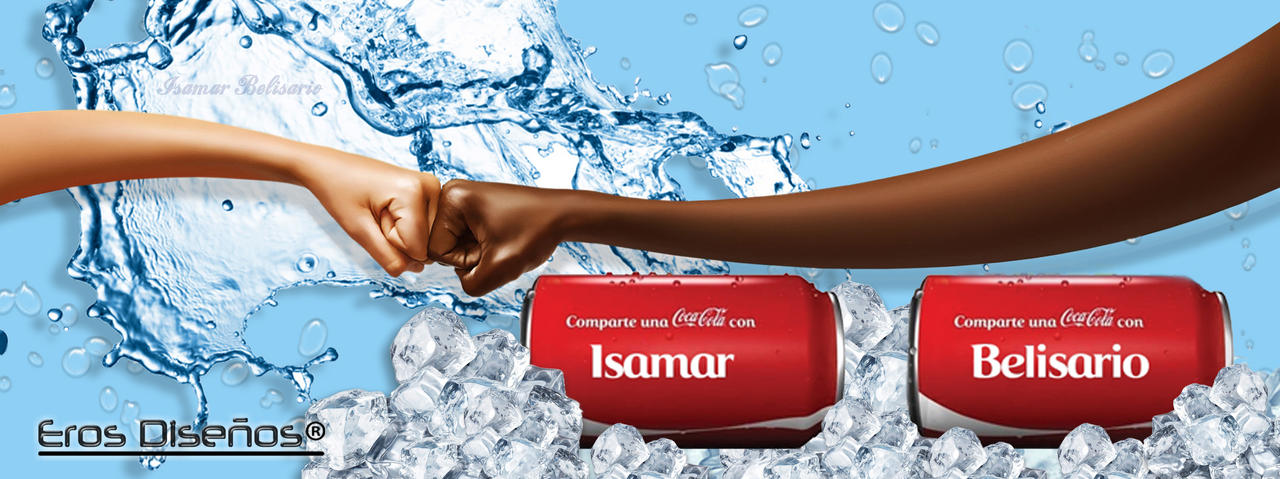 Isamar Belisario
Comparte una Coca-Cola con
Isamar
Comparte una Coca-Cola con
Belisario
Eros Diseños®